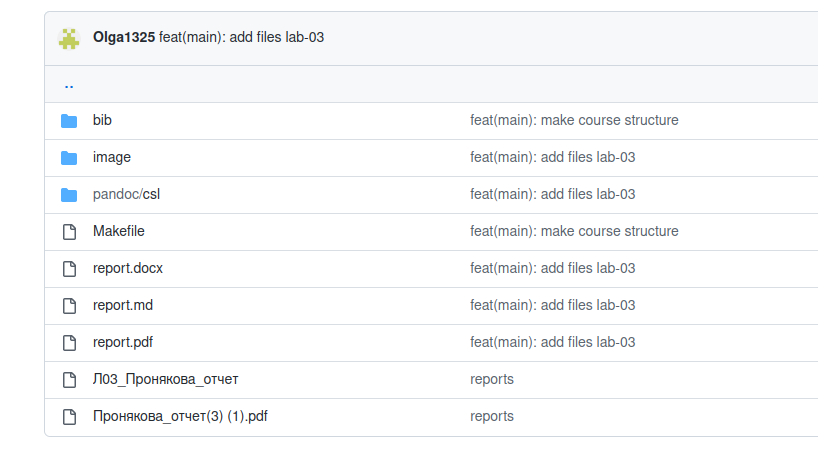 Olga1325 feat(main): add files lab-03
..
bib feat(main): make course structure
image feat(main): add files lab-03
pandoc/csl feat(main): add files lab-03
Makefile feat(main): make course structure
report.docx feat(main): add files lab-03
report.md feat(main): add files lab-03
report.pdf feat(main): add files lab-03
Л03_Пронякова_отчет reports
Пронякова_отчет(3) (1).pdf reports